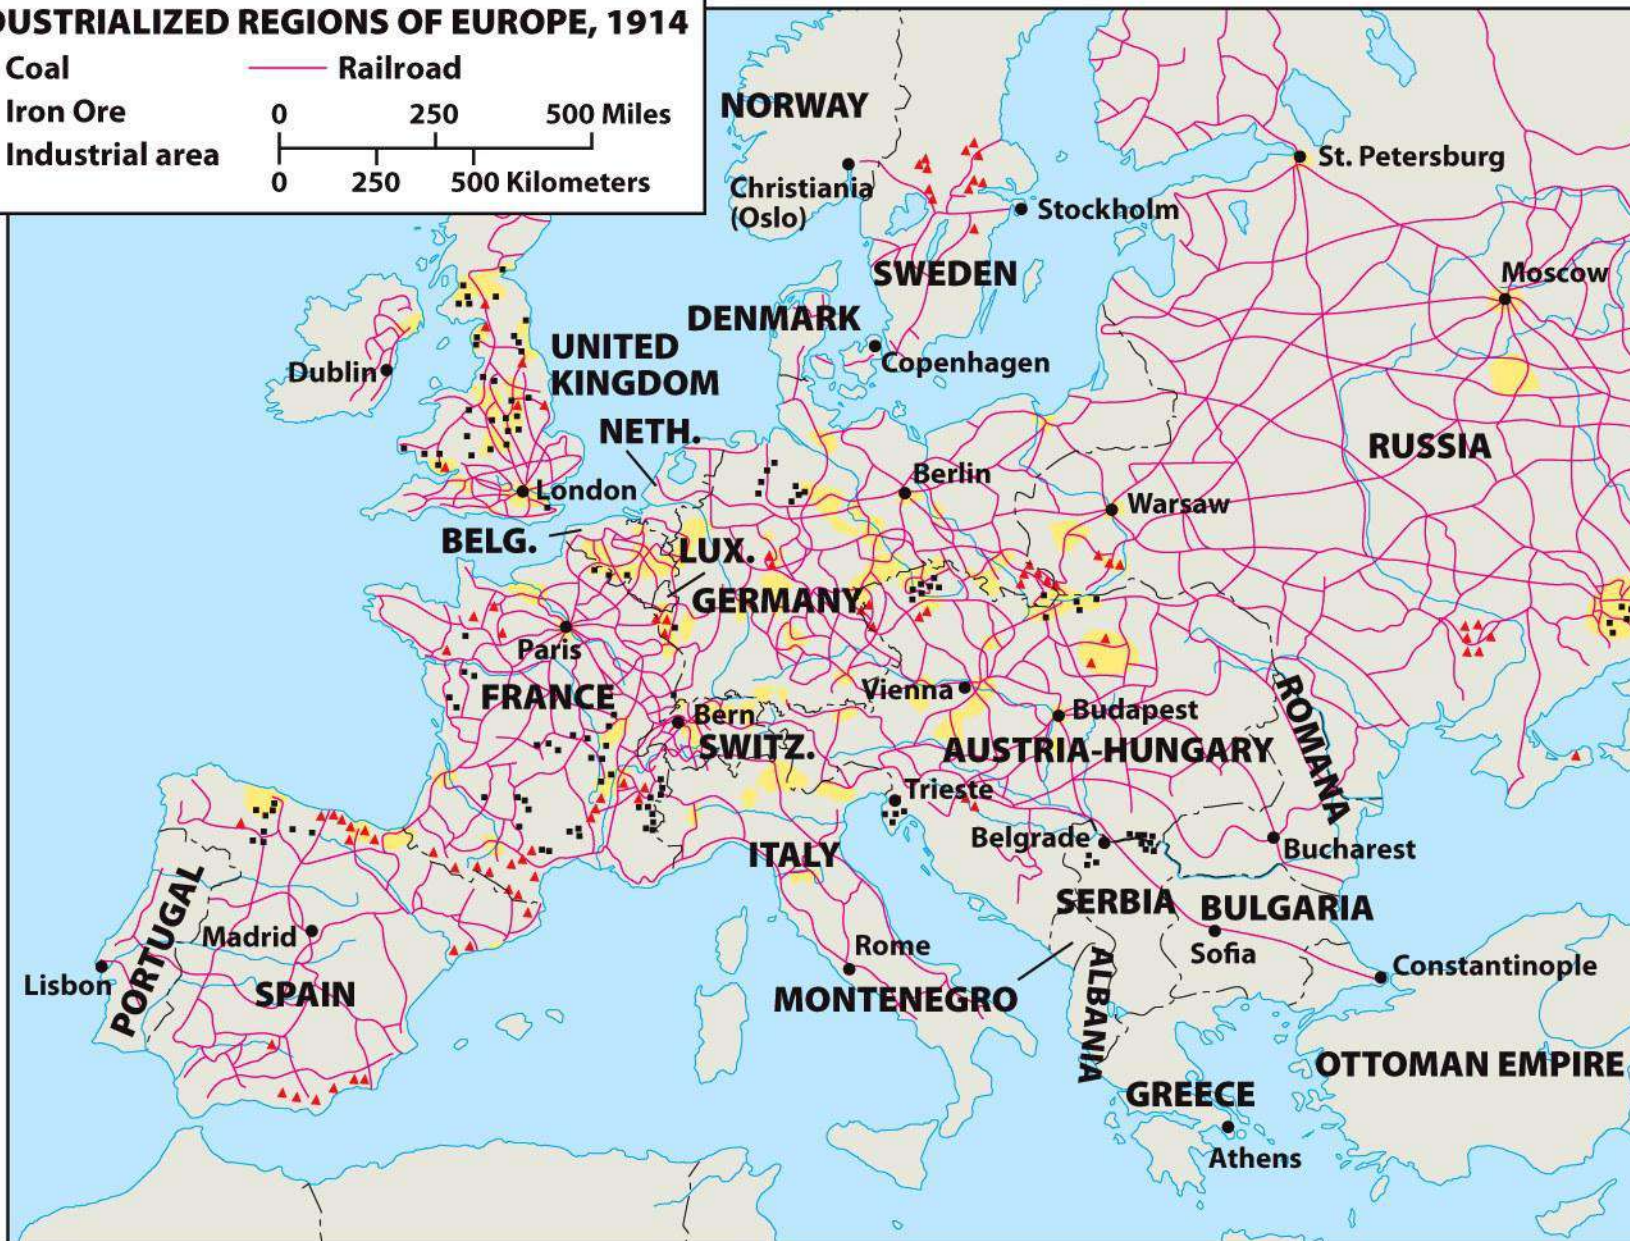 DUSTRIALIZED REGIONS OF EUROPE, 1914
Coal
Railroad
Iron Ore
0 250 500 Miles
Industrial area
0 250 500 Kilometers
NORWAY
St. Petersburg
Christiania
(Oslo)
Stockholm
SWEDEN
Moscow
DENMARK
UNITED
KINGDOM
Copenhagen
Dublin
NETH.
RUSSIA
Berlin
London
Warsaw
BELG.
LUX.
GERMANY
Paris
FRANCE
Vienna
Bern
Budapest
SWITZ.
AUSTRIA-HUNGARY
ROMANA
Trieste
Belgrade
Bucharest
ITALY
SERBIA
BULGARIA
PORTUGAL
Madrid
Rome
Sofia
Constantinople
Lisbon
SPAIN
MONTENEGRO
ALBANIA
OTTOMAN EMPIRE
GREECE
Athens